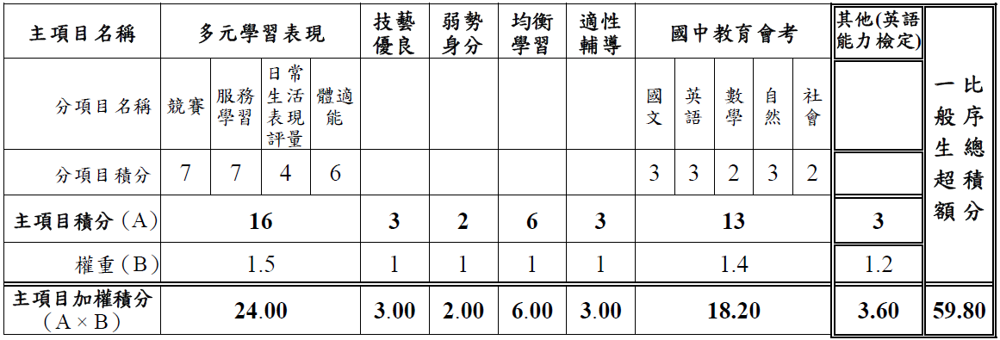 主項目名稱 多元學習表現 技藝優良 弱勢身分 均衡學習 適性輔導 國中教育會考 其他(英語能力檢定) 一般生超額比序總積分
分項目名稱 競賽 服務學習 日常生活表現評量 體適能 國文 英語 數學 自然 社會
分項目積分 7 7 4 6 3 3 2 3 2
主項目積分（A） 16 3 2 6 3 13 3
權重（B） 1.5 1 1 1 1 1.4 1.2
主項目加權積分（A × B） 24.00 3.00 2.00 6.00 3.00 18.20 3.60 59.80